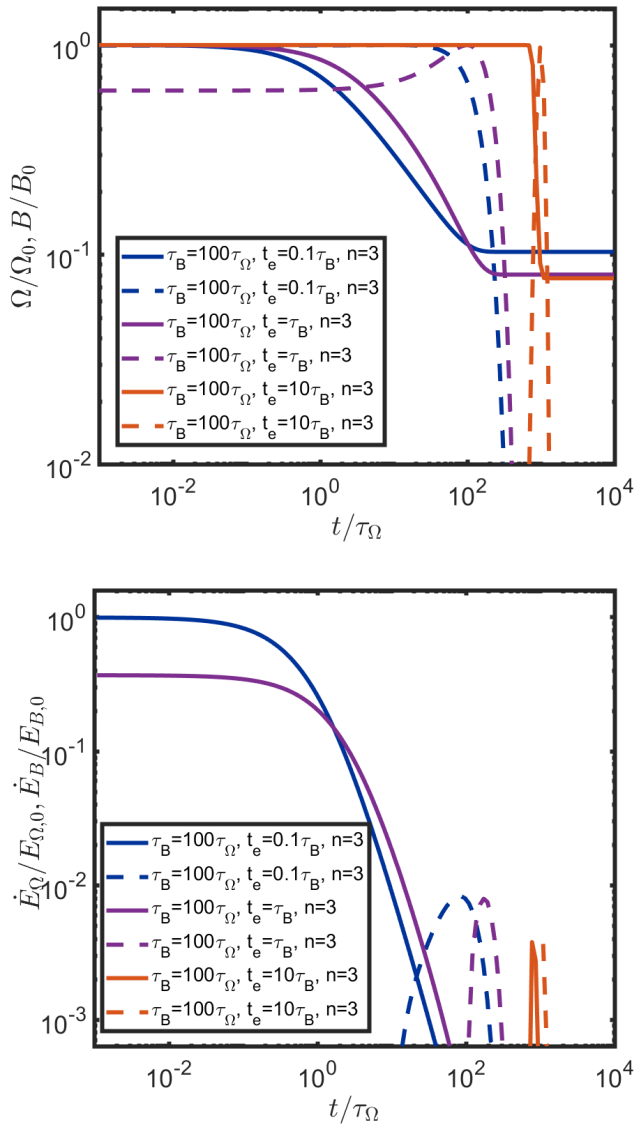 10^0
10^-1
10^-2
Ω/Ω_0, B/B_0
τ_B=100τ_Ω, t_e=0.1τ_B, n=3
τ_B=100τ_Ω, t_e=0.1τ_B, n=3
τ_B=100τ_Ω, t_e=τ_B, n=3
τ_B=100τ_Ω, t_e=τ_B, n=3
τ_B=100τ_Ω, t_e=10τ_B, n=3
τ_B=100τ_Ω, t_e=10τ_B, n=3
10^-2 10^0 10^2 10^4
t/τ_Ω
10^0
10^-1
10^-2
10^-3
Ė_Ω/E_Ω,0, Ė_B/E_B,0
τ_B=100τ_Ω, t_e=0.1τ_B, n=3
τ_B=100τ_Ω, t_e=0.1τ_B, n=3
τ_B=100τ_Ω, t_e=τ_B, n=3
τ_B=100τ_Ω, t_e=τ_B, n=3
τ_B=100τ_Ω, t_e=10τ_B, n=3
τ_B=100τ_Ω, t_e=10τ_B, n=3
10^-2 10^0 10^2 10^4
t/τ_Ω